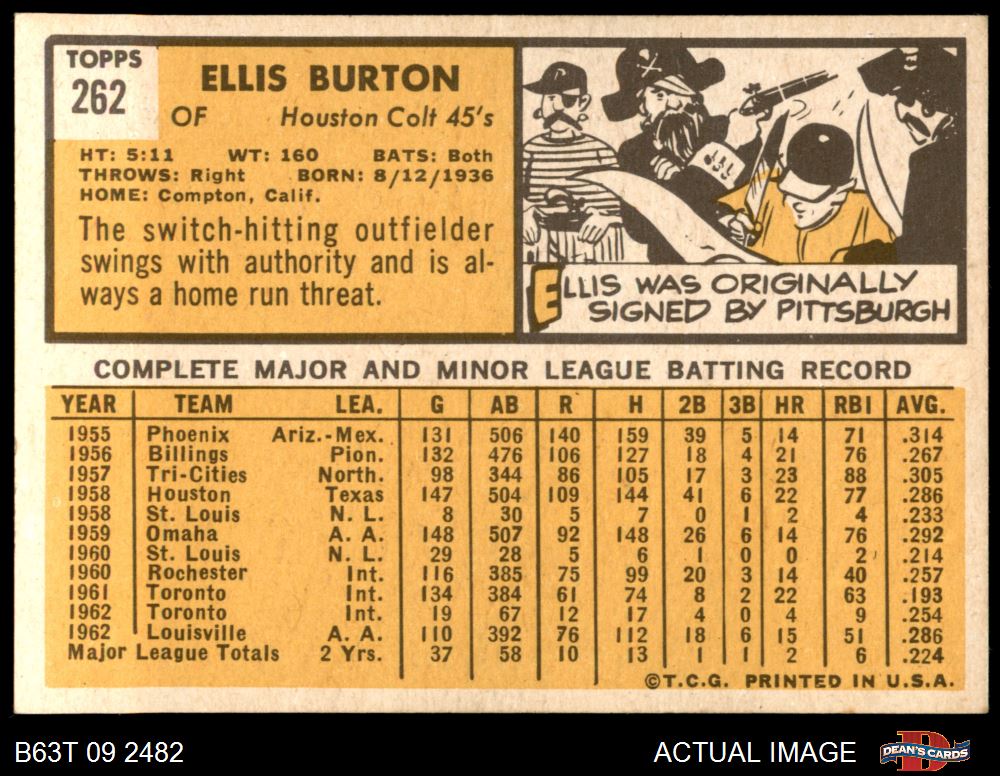 TOPPS
262
ELLIS BURTON
OF Houston Colt 45's
HT: 5:11 WT: 160 BATS: Both
THROWS: Right BORN: 8/12/1936
HOME: Compton, Calif.
The switch-hitting outfielder
swings with authority and is al-
ways a home run threat.
ELLIS WAS ORIGINALLY
SIGNED BY PITTSBURGH
COMPLETE MAJOR AND MINOR LEAGUE BATTING RECORD
YEAR TEAM LEA. G AB R H 2B 3B HR RBI AVG.
1955 Phoenix Ariz.-Mex. 131 506 140 159 39 5 14 71 .314
1956 Billings Pion. 132 476 106 127 18 4 21 76 .267
1957 Tri-Cities North. 98 344 86 105 17 3 23 88 .305
1958 Houston Texas 147 504 109 144 41 6 22 77 .286
1958 St. Louis N. L. 8 30 5 7 0 1 2 4 .233
1959 Omaha A. A. 148 507 92 148 26 6 14 76 .292
1960 St. Louis N. L. 29 28 5 6 1 0 0 2 .214
1960 Rochester Int. 116 385 75 99 20 3 14 40 .257
1961 Toronto Int. 134 384 61 74 8 2 22 63 .193
1962 Toronto Int. 19 67 12 17 4 0 4 9 .254
1962 Louisville A. A. 110 392 76 112 18 6 15 51 .286
Major League Totals 2 Yrs. 37 58 10 13 1 1 2 6 .224
©T.C.G. PRINTED IN U.S.A.
B63T 09 2482 ACTUAL IMAGE DEAN'S CARDS